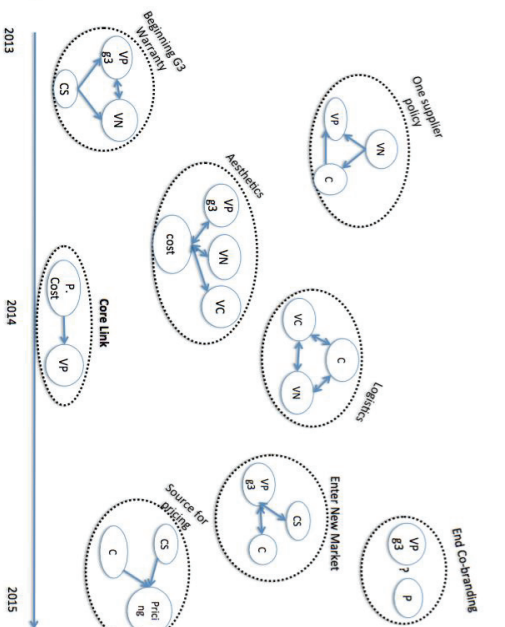 One supplier
policy
VN
VP
C
End Co-branding
VP
g3
?
P
Enter New Market
VP
g3
CS
C
Logistics
C
VC
VN
Aesthetics
VP
g3
VN
VC
cost
Beginning G3
Warranty
VP
g3
VN
CS
Core Link
P.
Cost
VP
Source for
pricing
CS
C
Prici
ng
2013
2014
2015